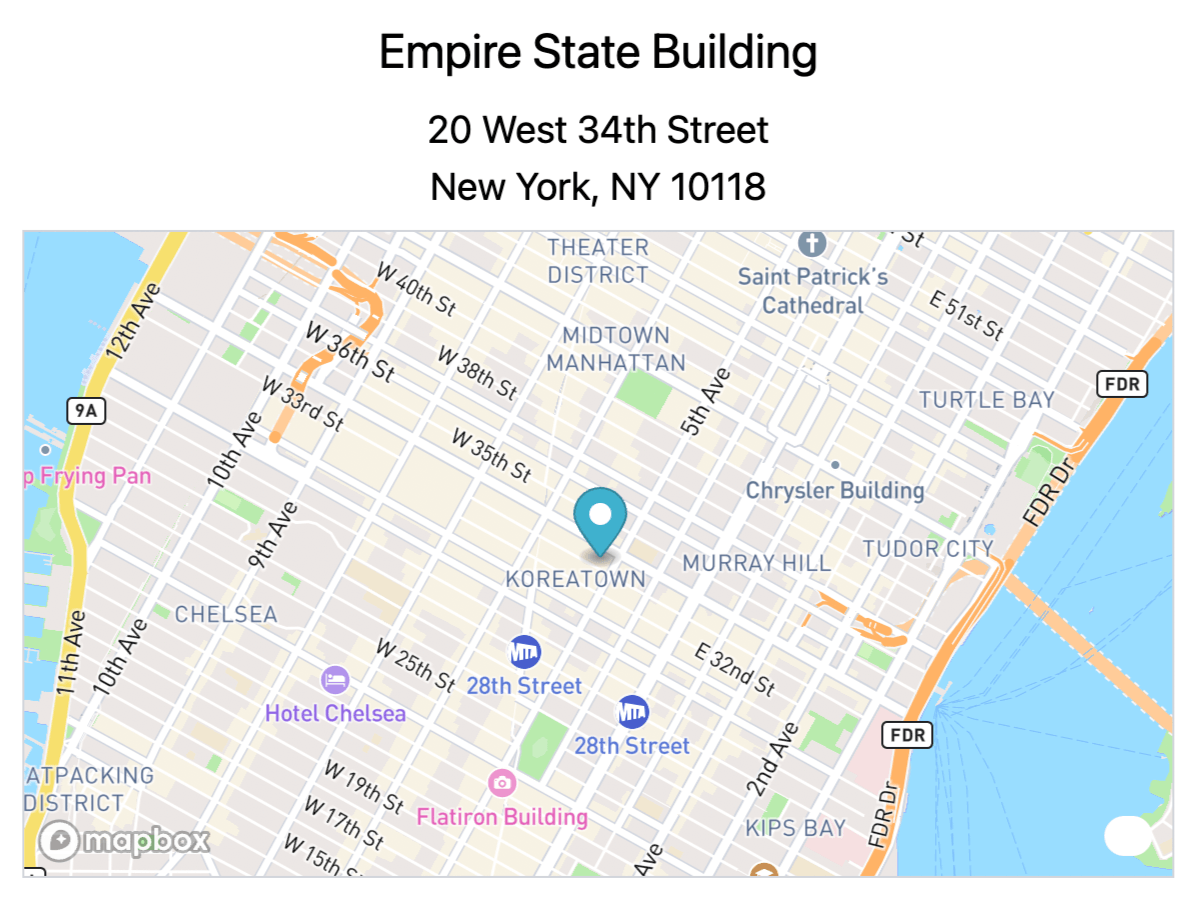 Empire State Building
20 West 34th Street
New York, NY 10118
THEATER
DISTRICT
St
Saint Patrick's
Cathedral
W 40th St
E 51st St
12th Ave
W 36th St
MIDTOWN
MANHATTAN
W 38th St
5th Ave
FDR
TURTLE BAY
W 33rd St
9A
10th Ave
W 35th St
p Frying Pan
Chrysler Building
FDR Dr
9th Ave
TUDOR CITY
MURRAY HILL
KOREATOWN
CHELSEA
11th Ave
10th Ave
W 25th St
MTA
28th Street
E 32nd St
Hotel Chelsea
MTA
28th Street
FDR
2nd Ave
ATPACKING
DISTRICT
W 19th St
Flatiron Building
W 17th St
KIPS BAY
FDR Dr
mapbox
W 15th St
Ave